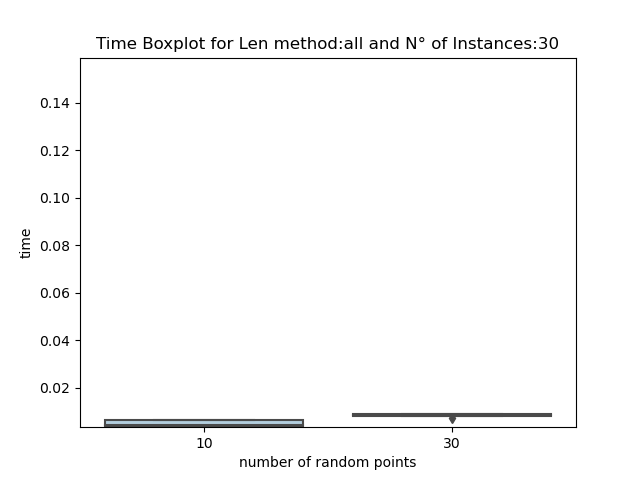 Time Boxplot for Len method:all and N° of Instances:30
0.14
0.12
0.10
0.08
0.06
0.04
0.02
time
10 30
number of random points